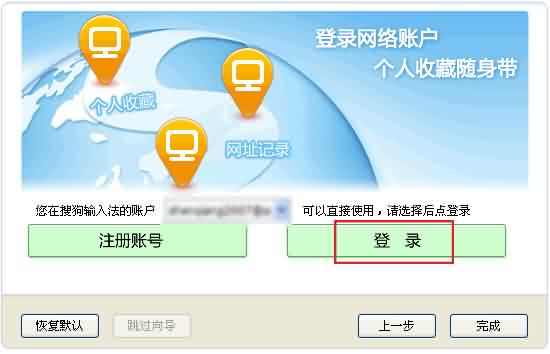 登录网络账户
个人收藏随身带
个人收藏
网址记录
您在搜狗输入法的账户 可以直接使用，请选择后点登录
注册账号 登 录
恢复默认 跳过向导 上一步 完成